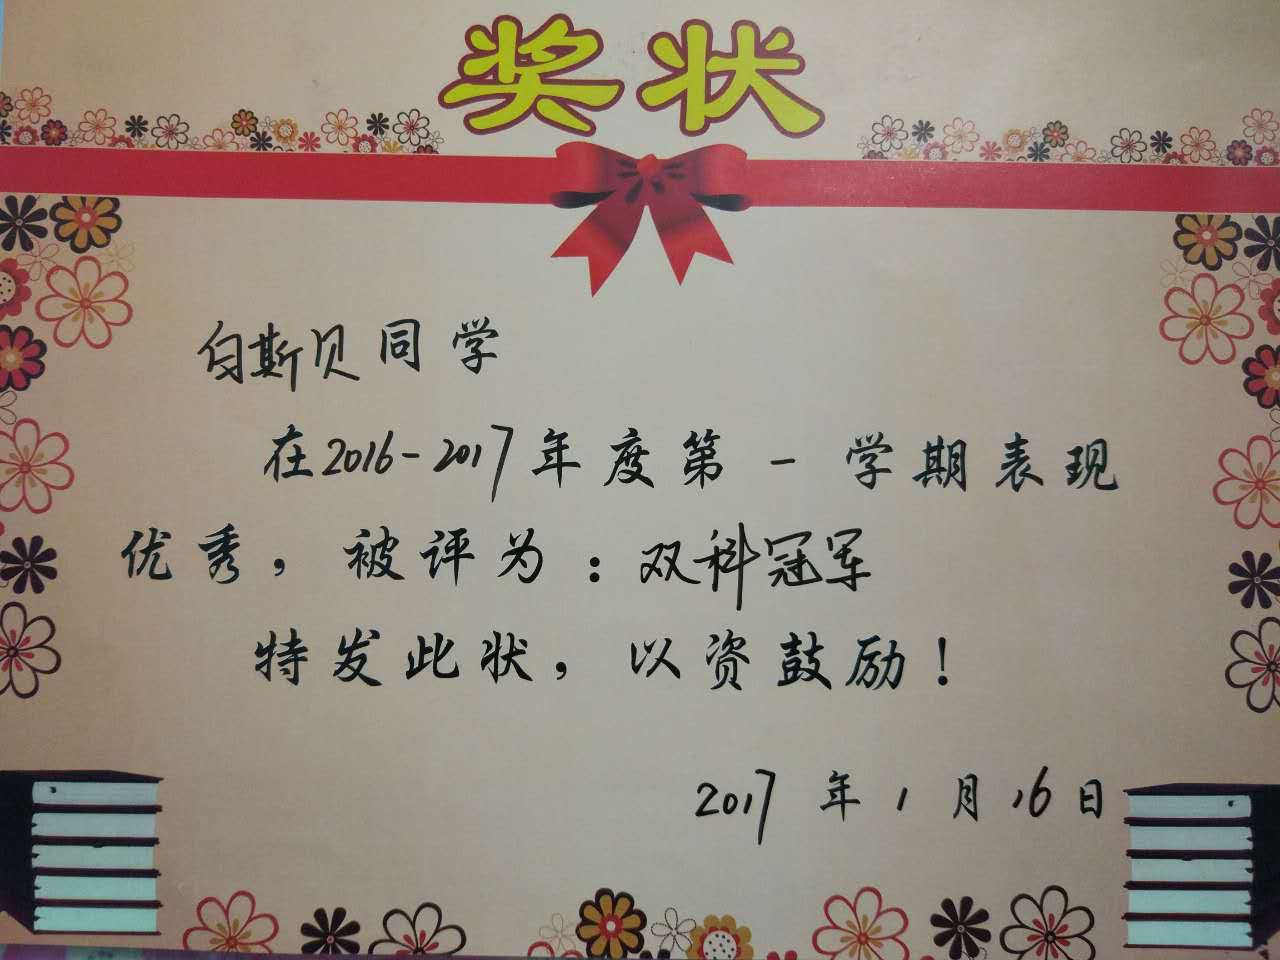 奖状
白斯贝同学
在2016-2017年度第一学期表现
优秀，被评为：双科冠军
特发此状，以资鼓励！
2017年1月16日